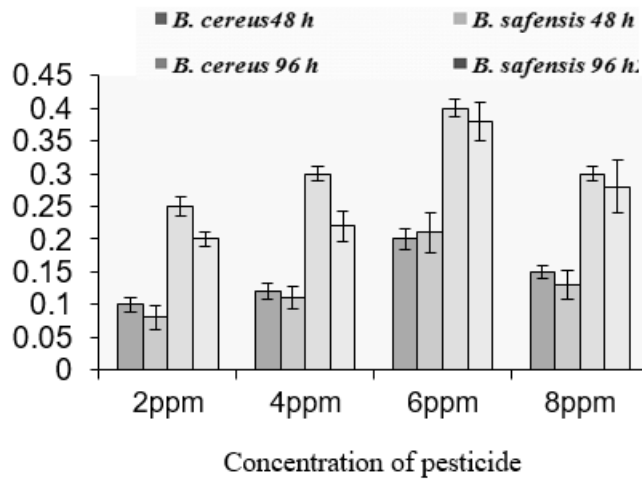 B. cereus48 h B. safensis 48 h
B. cereus 96 h B. safensis 96 h.
0.45
0.4
0.35
0.3
0.25
0.2
0.15
0.1
0.05
0
2ppm 4ppm 6ppm 8ppm
Concentration of pesticide